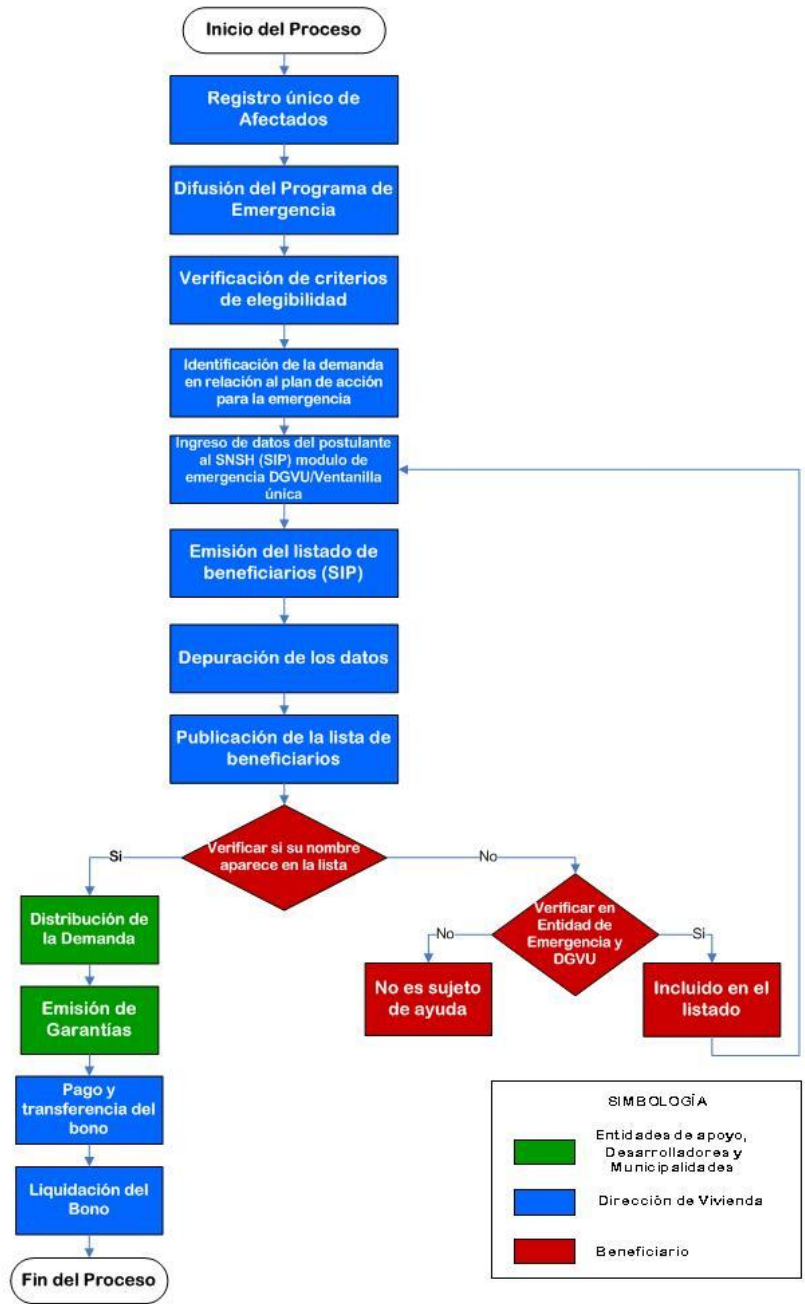 Inicio del Proceso
Registro único de
Afectados
Difusión del Programa de
Emergencia
Verificación de criterios
de elegibilidad
Identificación de la demanda
en relación al plan de acción
para la emergencia
Ingreso de datos del postulante
al SNSH (SIP) modulo de
emergencia DGVU/Ventanilla
única
Emisión del listado de
beneficiarios (SIP)
Depuración de los datos
Publicación de la lista de
beneficiarios
Verificar si su nombre
aparece en la lista
Si
No
Distribución de
la Demanda
Emisión de
Garantías
Pago y
transferencia del
bono
Liquidación del
Bono
Fin del Proceso
Verificar en
Entidad de
Emergencia y
DGVU
No
Si
No es sujeto
de ayuda
Incluido en el
listado
SIMBOLOGÍA
Entidades de apoyo,
Desarrolladores y
Municipalidades
Dirección de Vivienda
Beneficiario